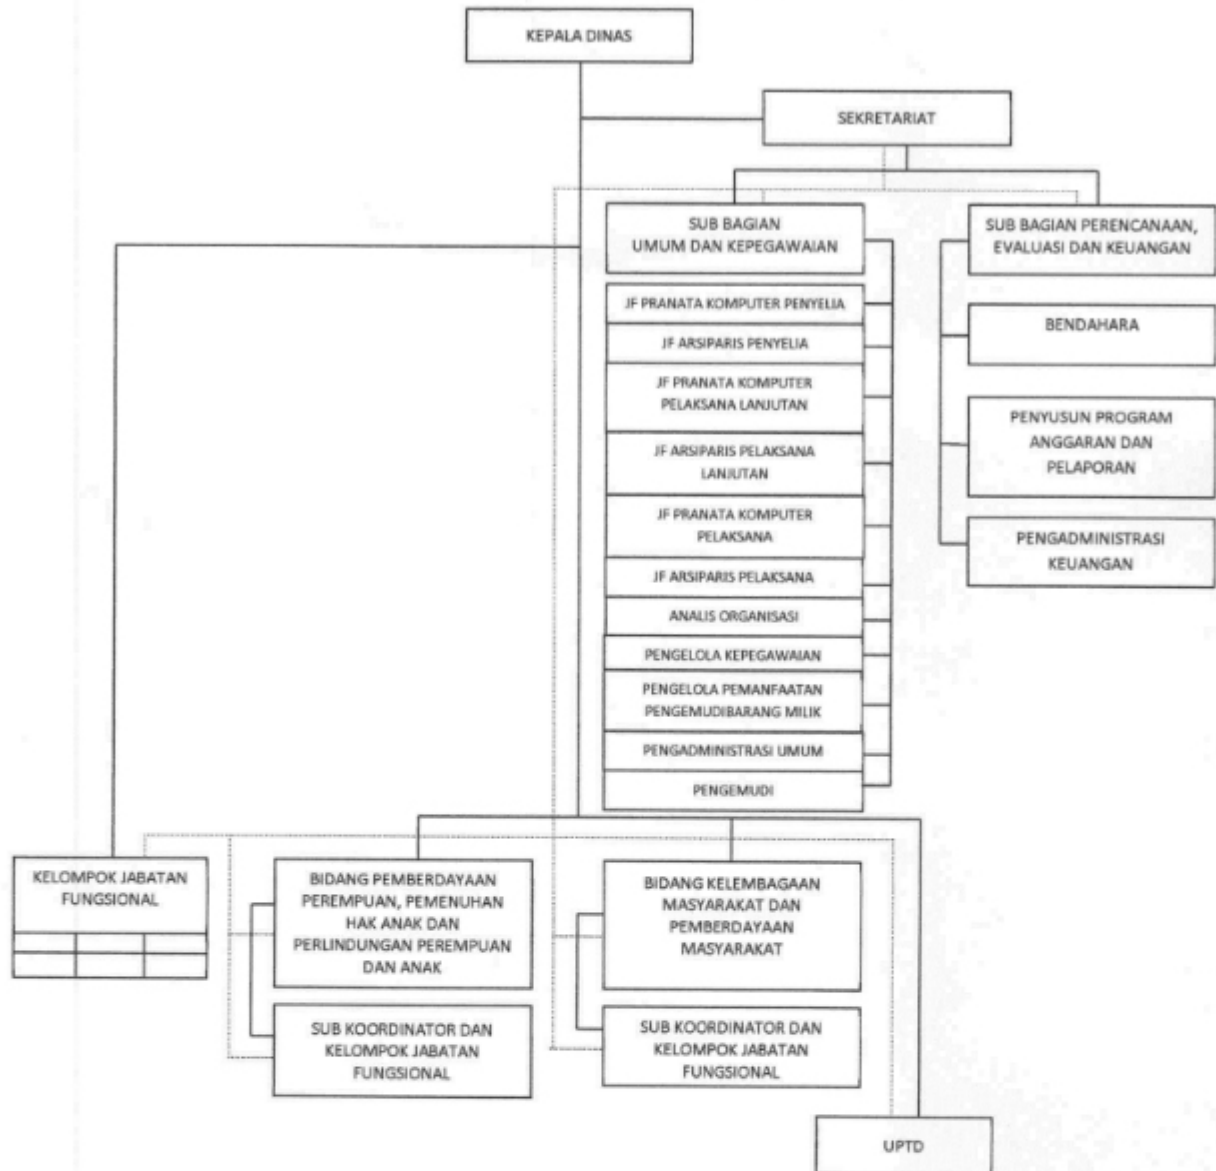 KEPALA DINAS
SEKRETARIAT
SUB BAGIAN
UMUM DAN KEPEGAWAIAN
SUB BAGIAN PERENCANAAN,
EVALUASI DAN KEUANGAN
JF PRANATA KOMPUTER PENYELIA
JF ARSIPARIS PENYELIA
JF PRANATA KOMPUTER
PELAKSANA LANJUTAN
JF ARSIPARIS PELAKSANA
LANJUTAN
JF PRANATA KOMPUTER
PELAKSANA
JF ARSIPARIS PELAKSANA
ANALIS ORGANISASI
PENGELOLA KEPEGAWAIAN
PENGELOLA PEMANFAATAN
PENGEMUDIBARANG MILIK
PENGADMINISTRASI UMUM
PENGEMUDI
BENDAHARA
PENYUSUN PROGRAM
ANGGARAN DAN
PELAPORAN
PENGADMINISTRASI
KEUANGAN
KELOMPOK JABATAN
FUNGSIONAL
BIDANG PEMBERDAYAAN
PEREMPUAN, PEMENUHAN
HAK ANAK DAN
PERLINDUNGAN PEREMPUAN
DAN ANAK
SUB KOORDINATOR DAN
KELOMPOK JABATAN
FUNGSIONAL
BIDANG KELEMBAGAAN
MASYARAKAT DAN
PEMBERDAYAAN
MASYARAKAT
SUB KOORDINATOR DAN
KELOMPOK JABATAN
FUNGSIONAL
UPTD